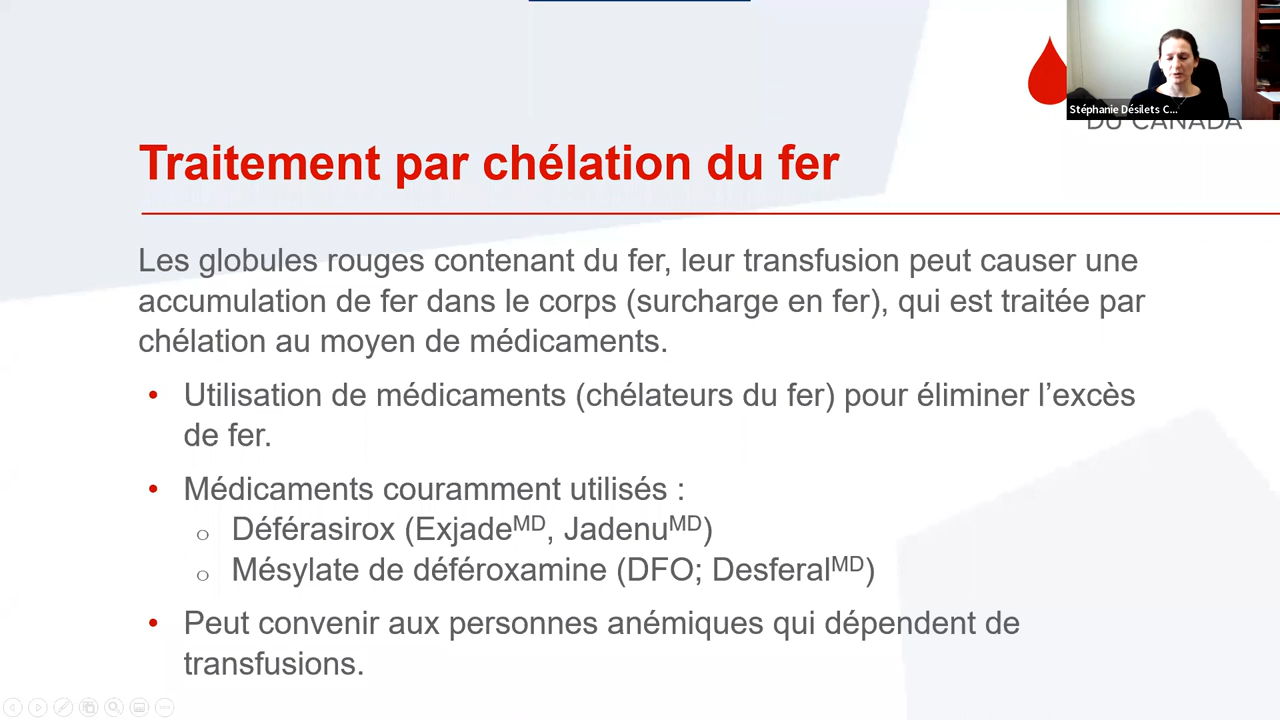 Stéphanie Désilets C...
DU CANADA
Traitement par chélation du fer
Les globules rouges contenant du fer, leur transfusion peut causer une
accumulation de fer dans le corps (surcharge en fer), qui est traitée par
chélation au moyen de médicaments.
• Utilisation de médicaments (chélateurs du fer) pour éliminer l’excès
de fer.
• Médicaments couramment utilisés :
o Déférasirox (Exjadeᴹᴰ, Jadenuᴹᴰ)
o Mésylate de déféroxamine (DFO; Desferalᴹᴰ)
• Peut convenir aux personnes anémiques qui dépendent de
transfusions.